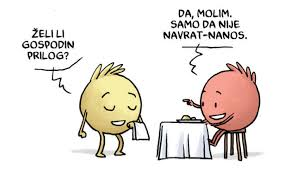 ŽELI LI
GOSPODIN
PRILOG?
DA, MOLIM.
SAMO DA NIJE
NAVRAT-NANOS.